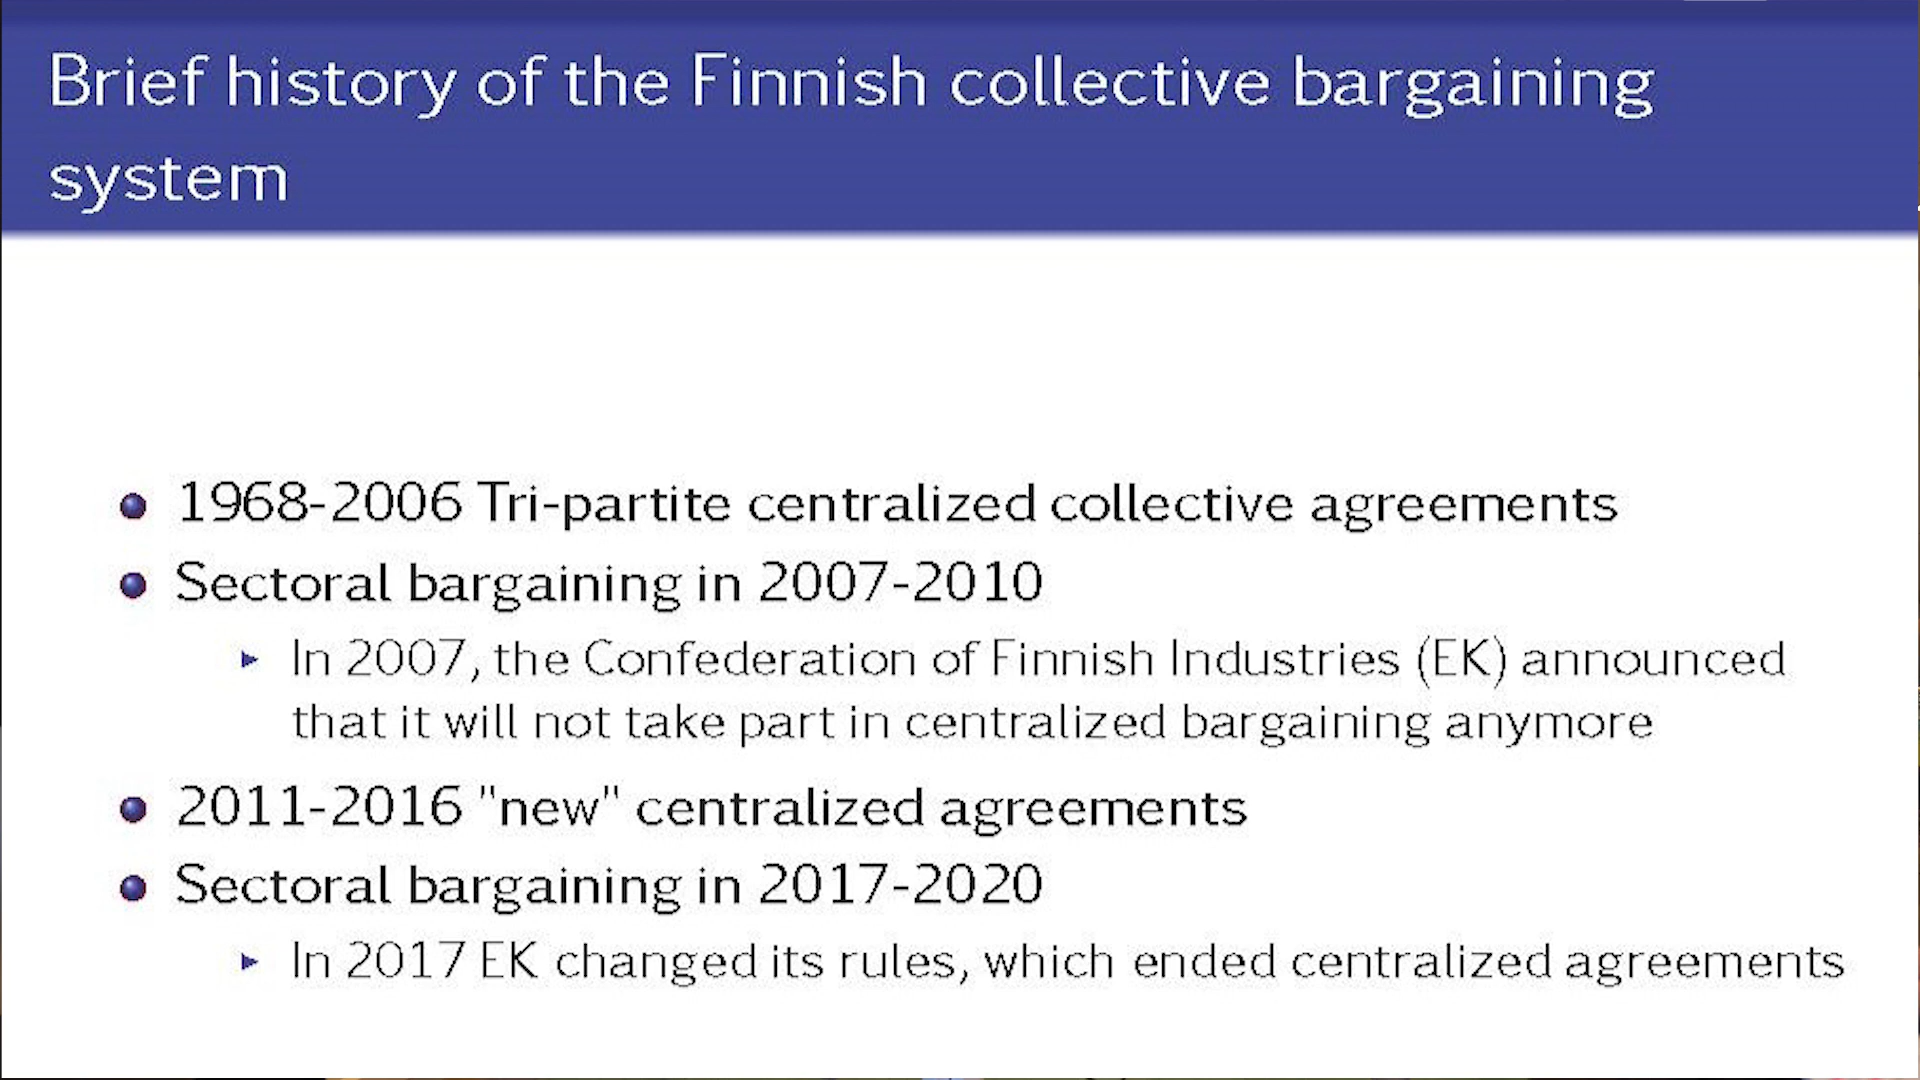 Brief history of the Finnish collective bargaining
system
1968-2006 Tri-partite centralized collective agreements
Sectoral bargaining in 2007-2010
In 2007, the Confederation of Finnish Industries (EK) announced
that it will not take part in centralized bargaining anymore
2011-2016 "new" centralized agreements
Sectoral bargaining in 2017-2020
In 2017 EK changed its rules, which ended centralized agreements